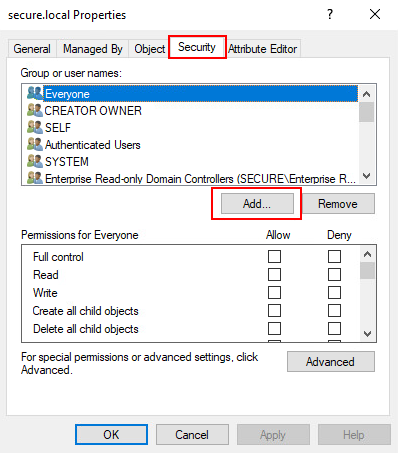 secure.local Properties
? ×
General Managed By Object Security Attribute Editor
Group or user names:
Everyone
CREATOR OWNER
SELF
Authenticated Users
SYSTEM
Enterprise Read-only Domain Controllers (SECURE\Enterprise R...
Add... Remove
Permissions for Everyone Allow Deny
Full control
Read
Write
Create all child objects
Delete all child objects
For special permissions or advanced settings, click
Advanced.
Advanced
OK Cancel Apply Help